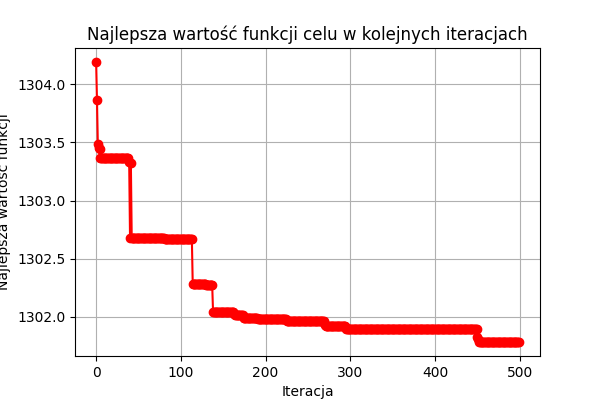 Najlepsza wartość funkcji celu w kolejnych iteracjach
Najlepsza wartość funkcji
1304.0
1303.5
1303.0
1302.5
1302.0
0 100 200 300 400 500
Iteracja